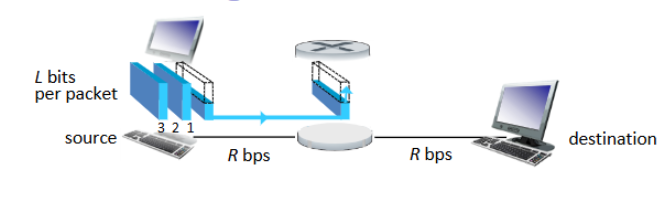 L bits
per packet
3 2 1
source
R bps
R bps
destination